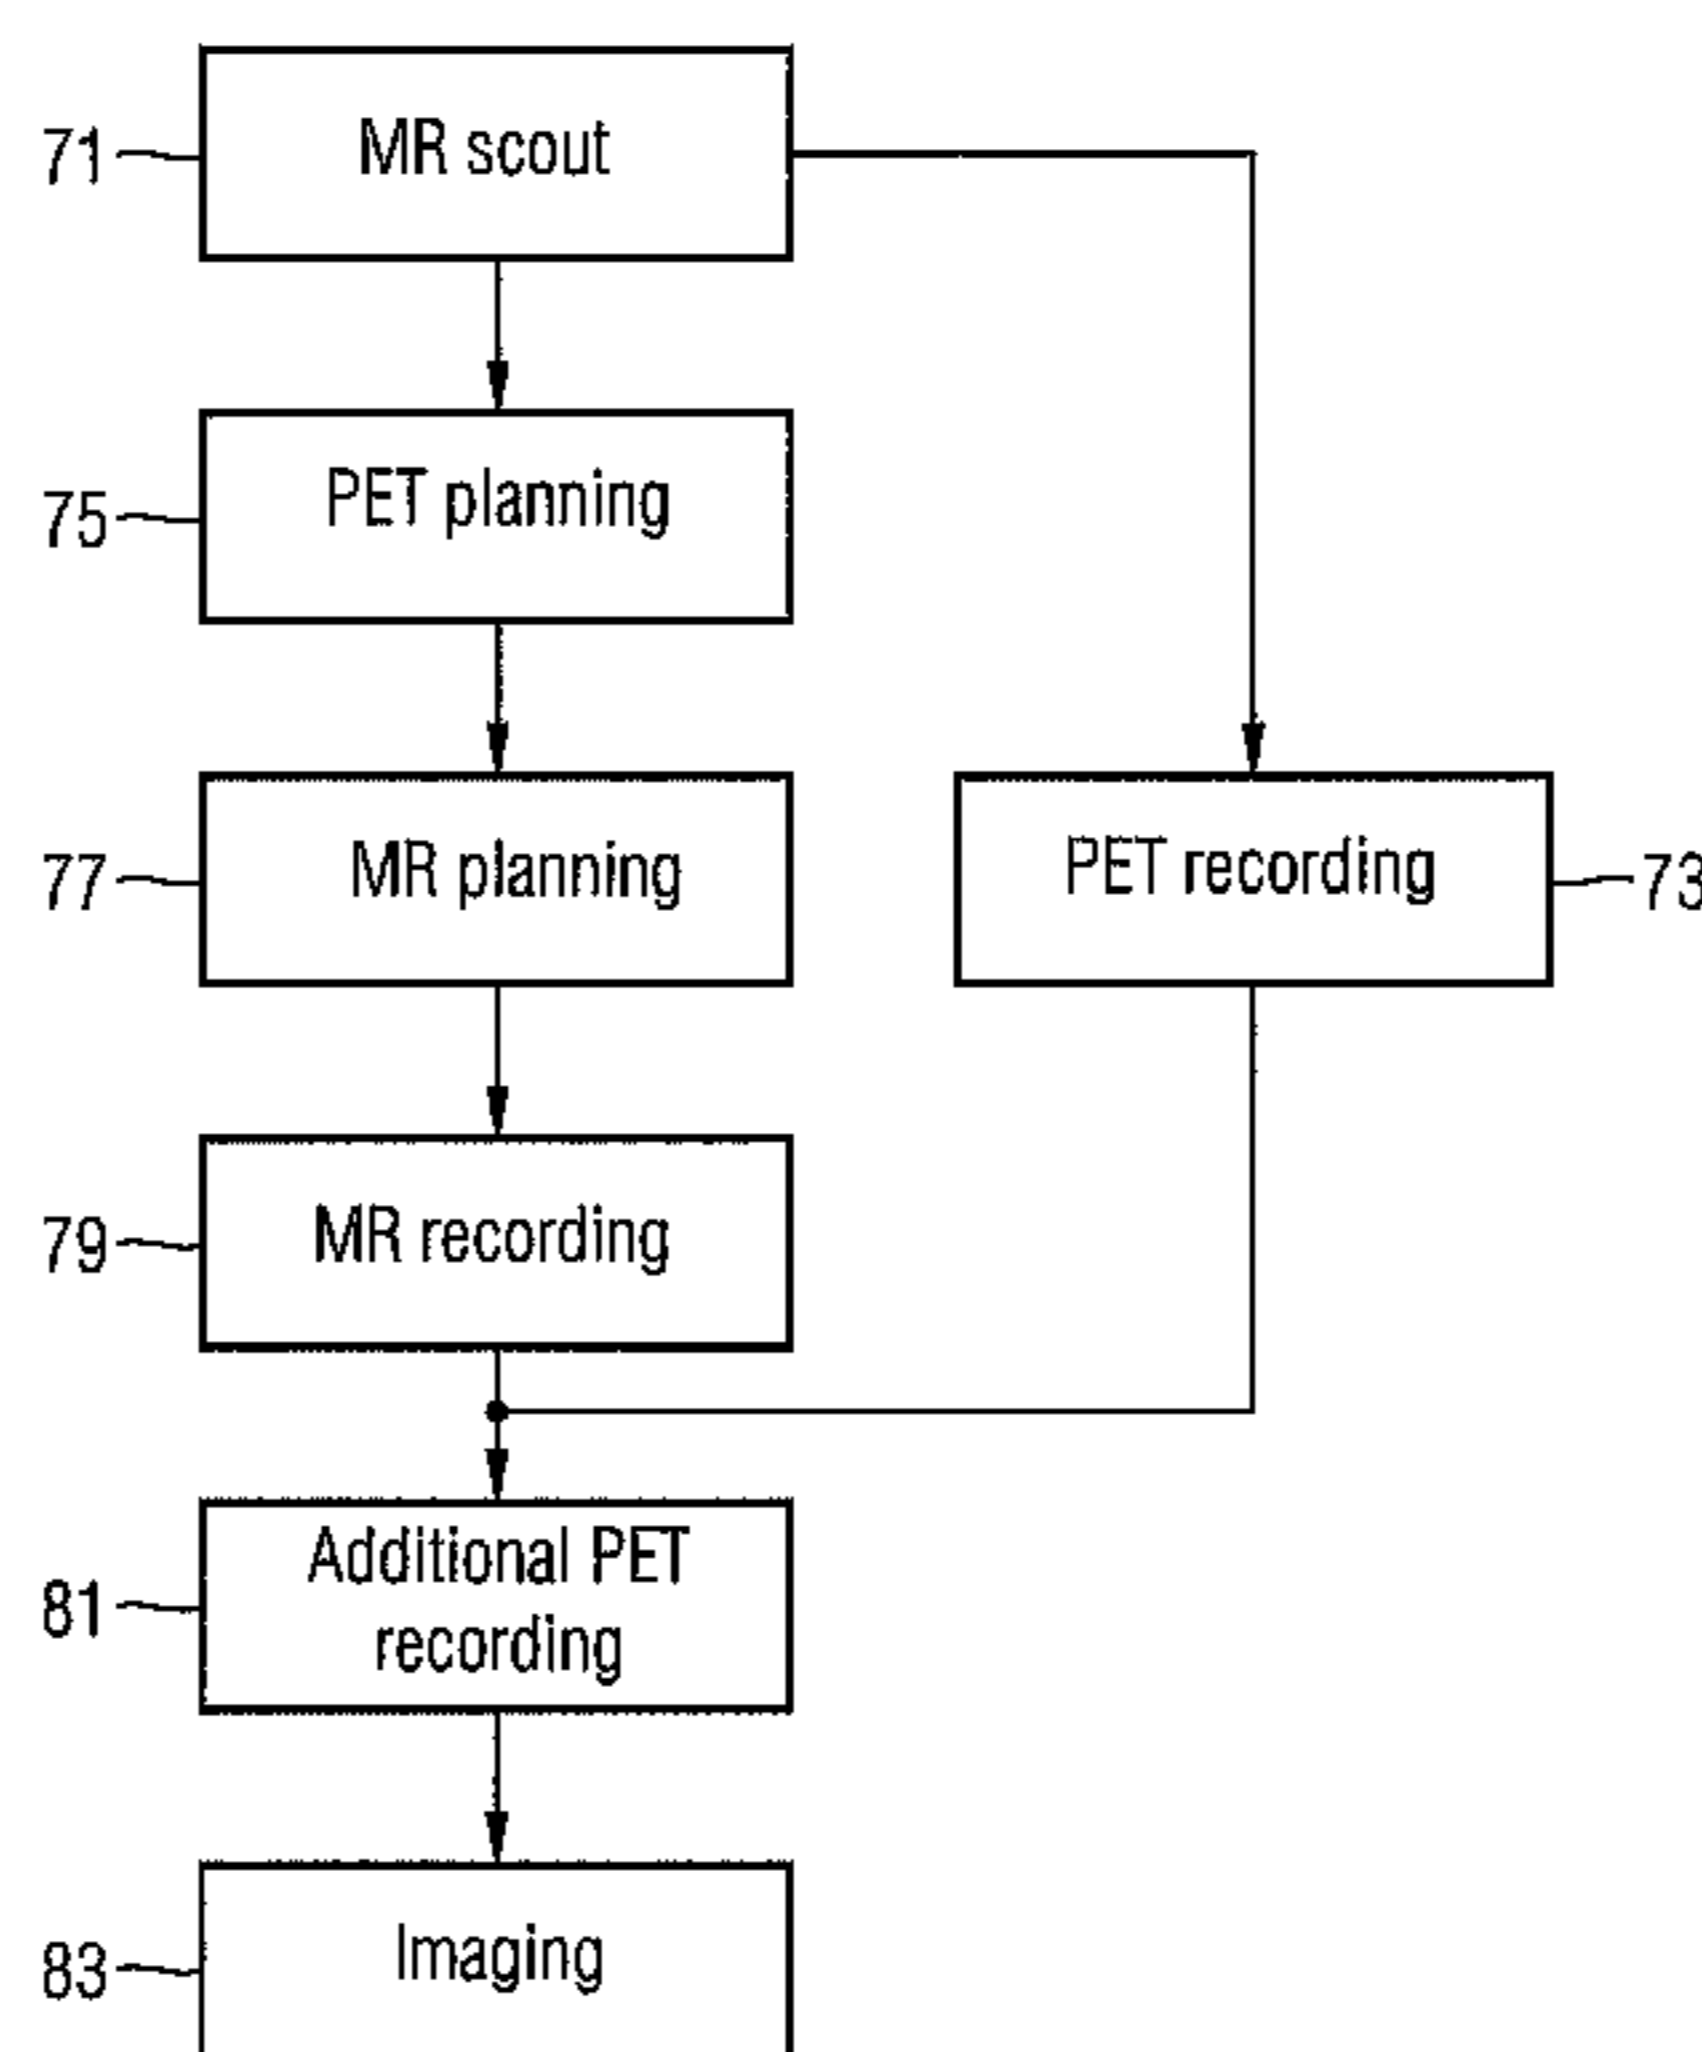 71
MR scout
75
PET planning
77
MR planning
PET recording
73
79
MR recording
81
Additional PET
recording
83
Imaging